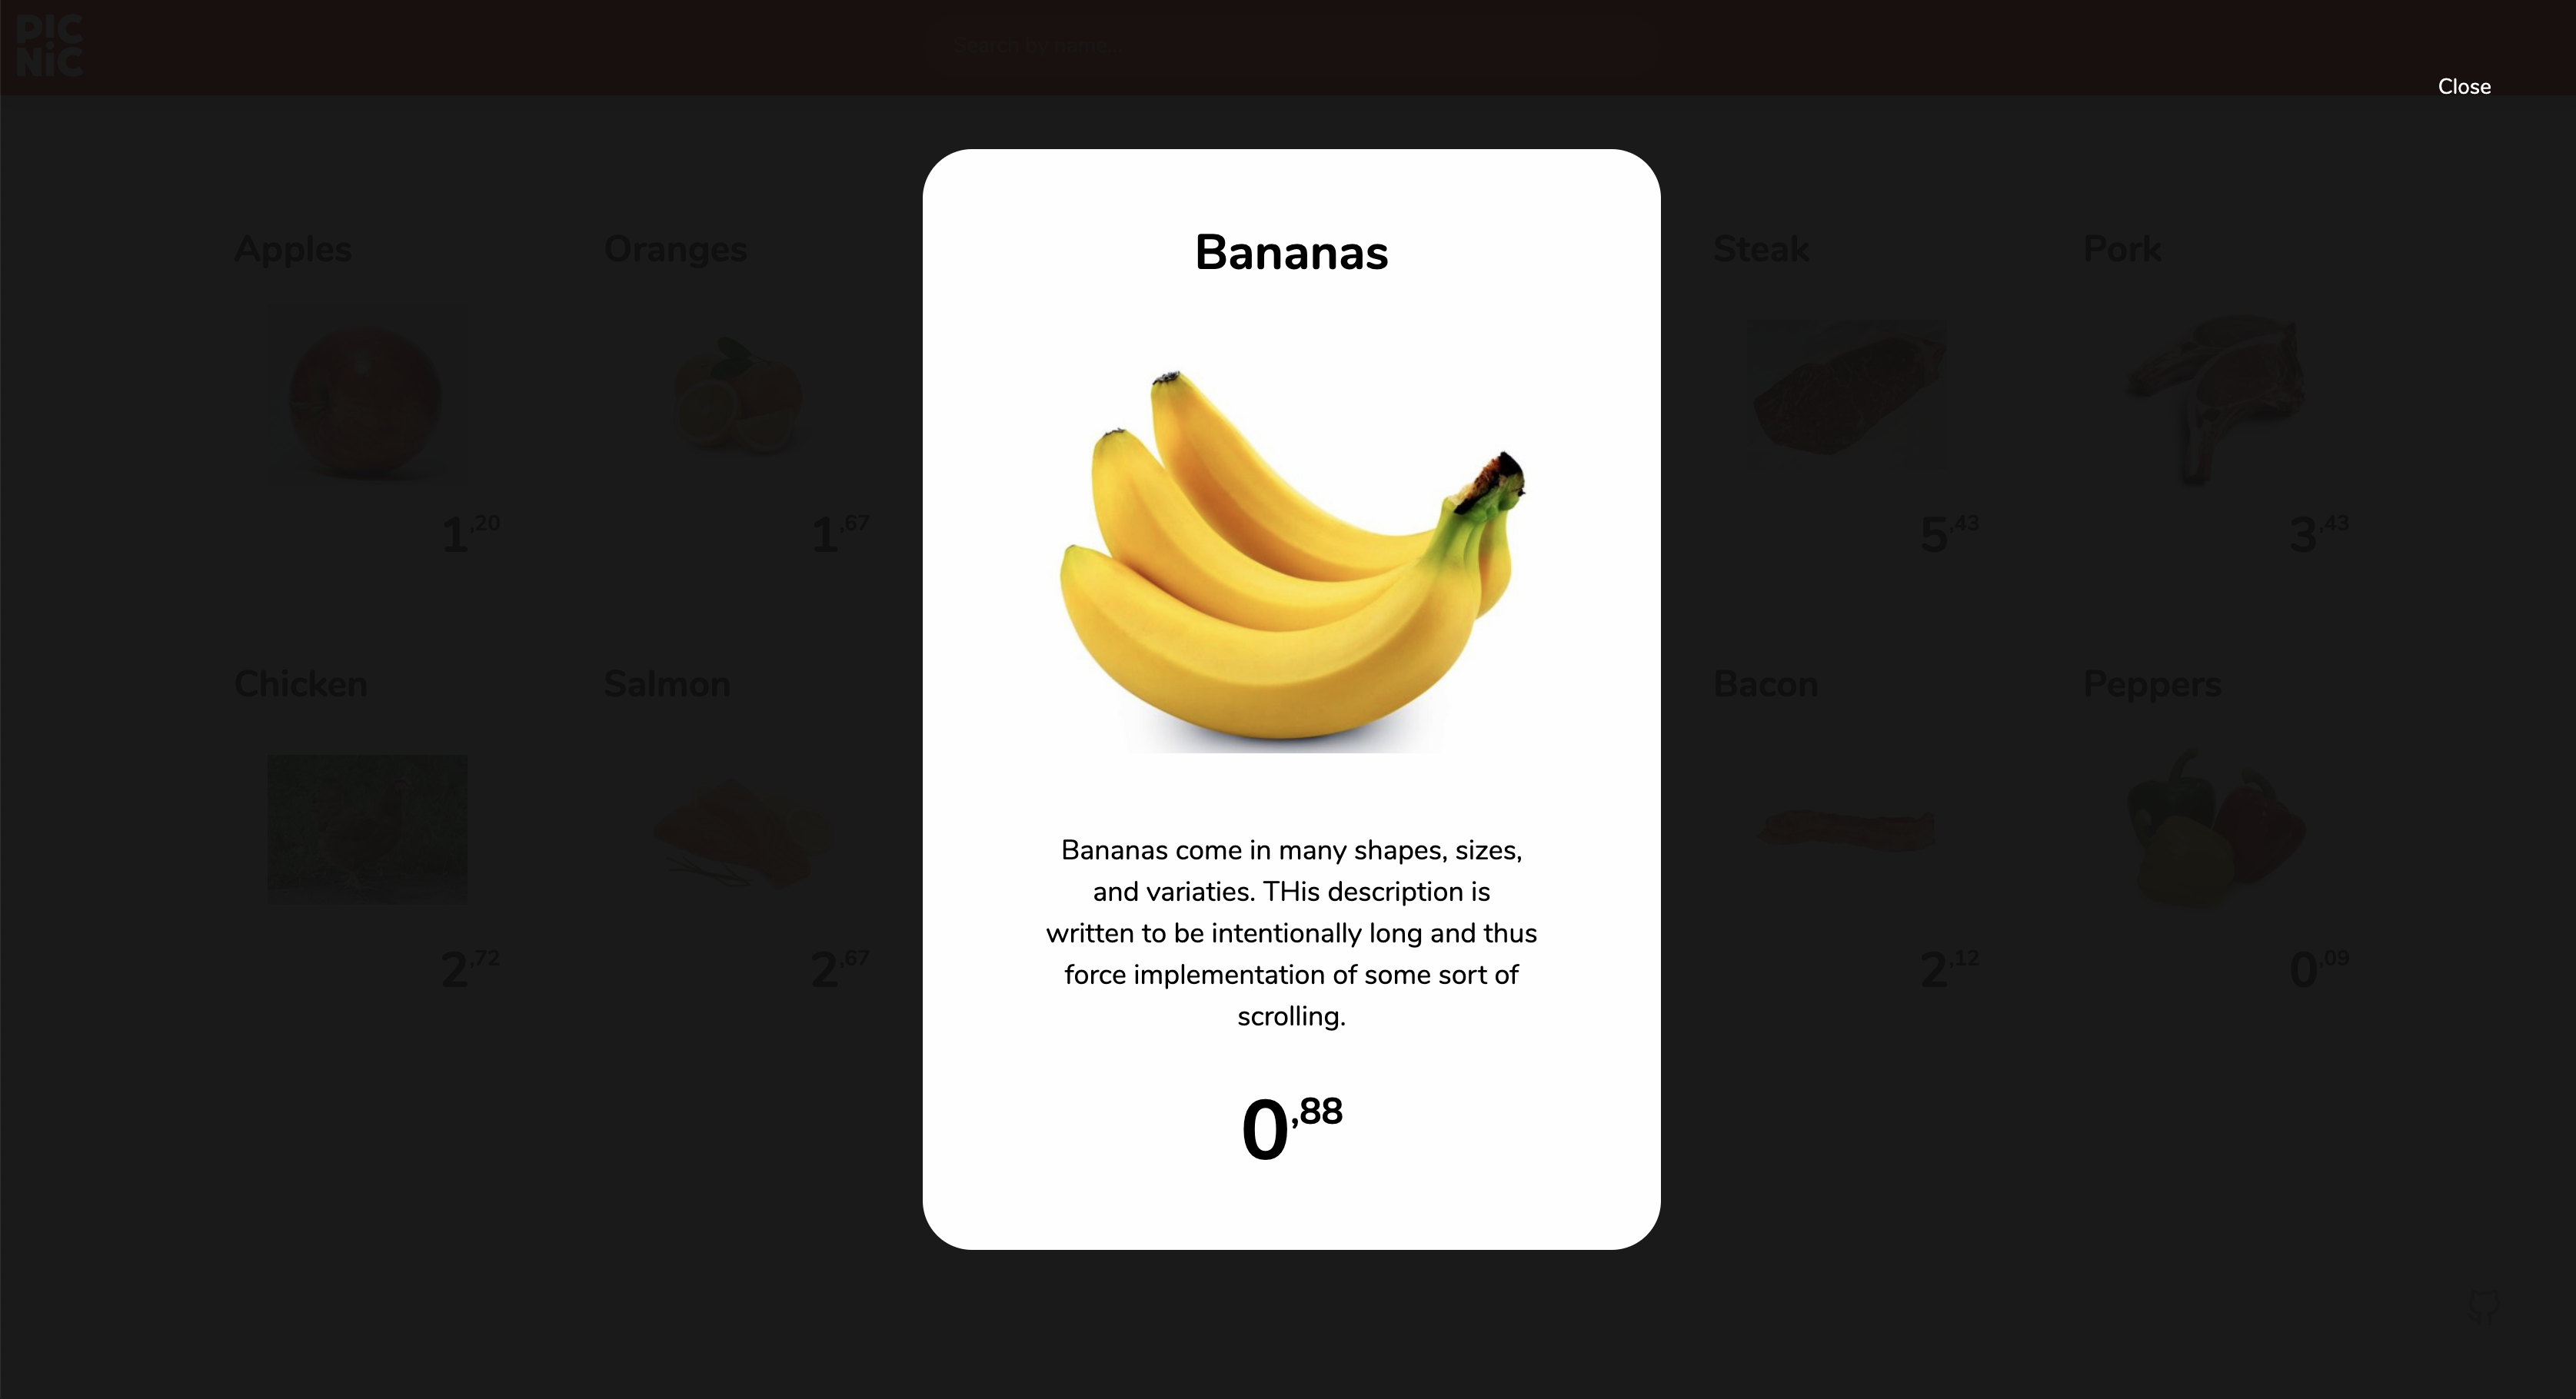 PIC
NiC
Search by name..
Close
Apples
Oranges
Steak
Pork
1,20
1,67
5,43
3,43
Chicken
Salmon
Bacon
Peppers
2,72
2,67
2,12
0,09
Bananas
Bananas come in many shapes, sizes,
and variaties. THis description is
written to be intentionally long and thus
force implementation of some sort of
scrolling.
0,88